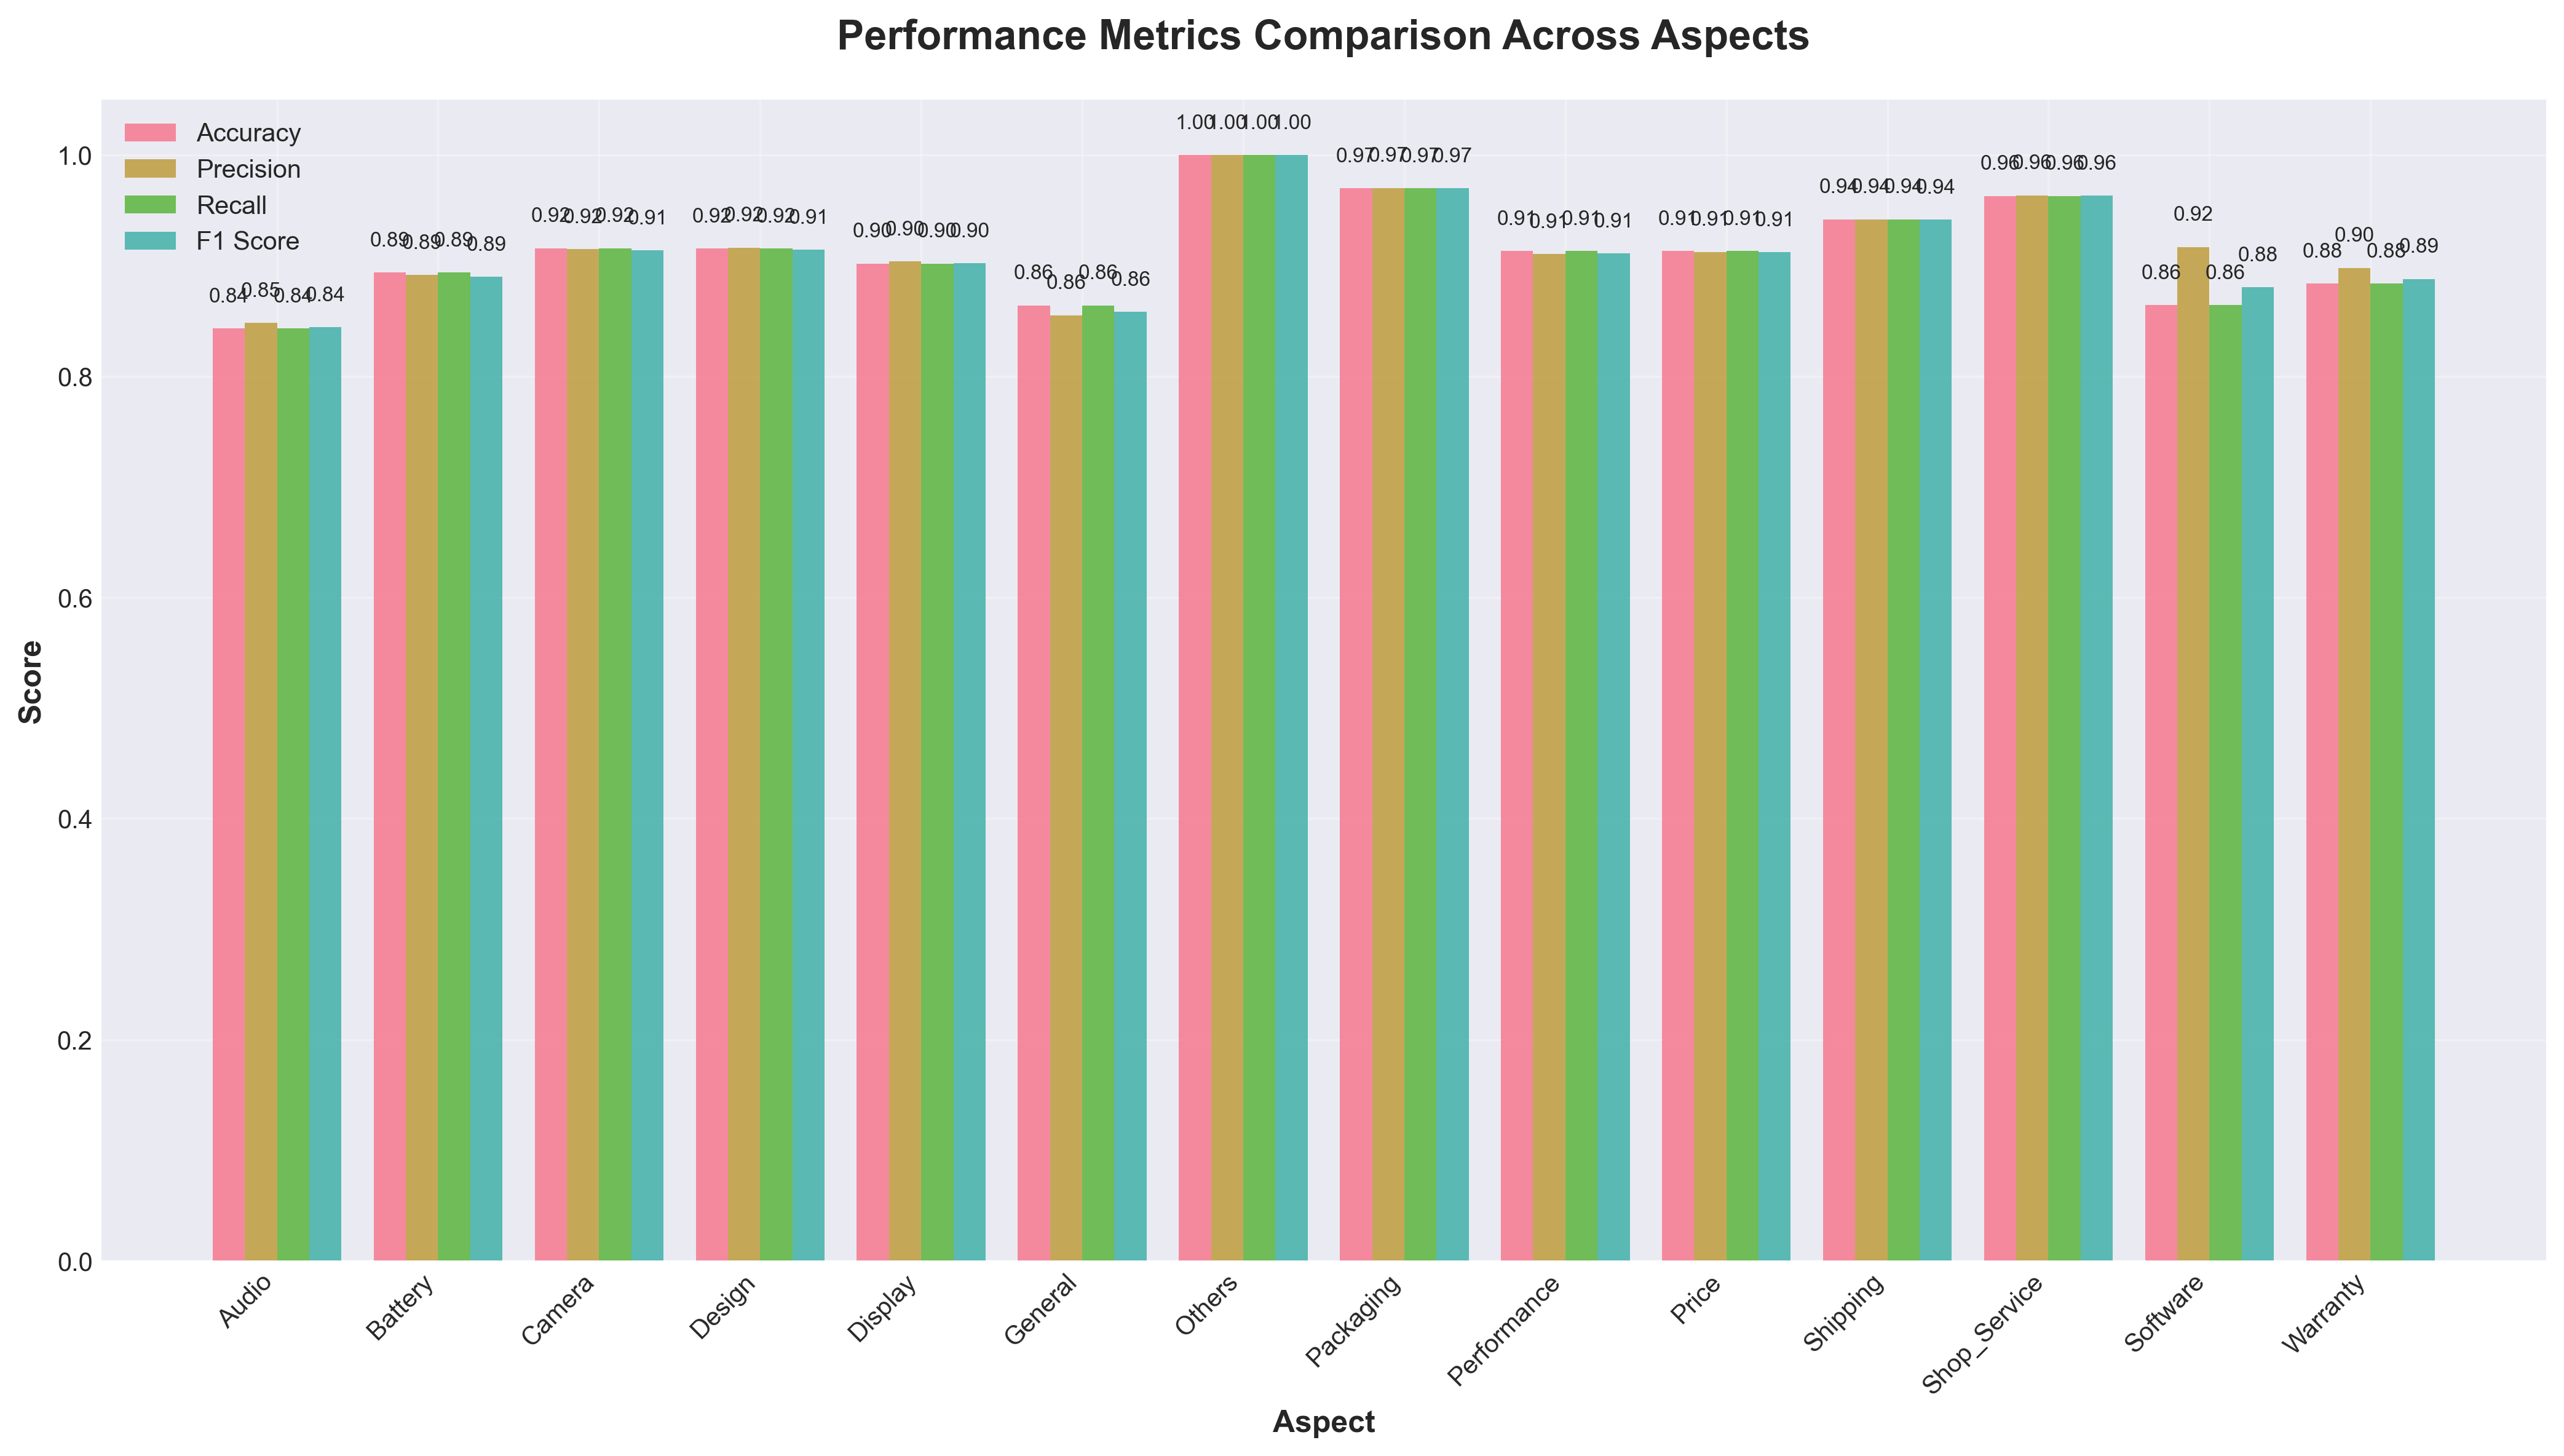 Performance Metrics Comparison Across Aspects
Accuracy
Precision
Recall
F1 Score
Score
1.0
0.8
0.6
0.4
0.2
0.0
0.84 0.85 0.84 0.84
0.89 0.89 0.89 0.89
0.92 0.92 0.92 0.91
0.92 0.92 0.92 0.91
0.90 0.90 0.90 0.90
0.86 0.86 0.86 0.86
1.00 1.00 1.00 1.00
0.97 0.97 0.97 0.97
0.91 0.91 0.91 0.91
0.91 0.91 0.91 0.91
0.94 0.94 0.94 0.94
0.96 0.96 0.96 0.96
0.86 0.92 0.86 0.88
0.88 0.90 0.88 0.89
Audio
Battery
Camera
Design
Display
General
Others
Packaging
Performance
Price
Shipping
Shop_Service
Software
Warranty
Aspect